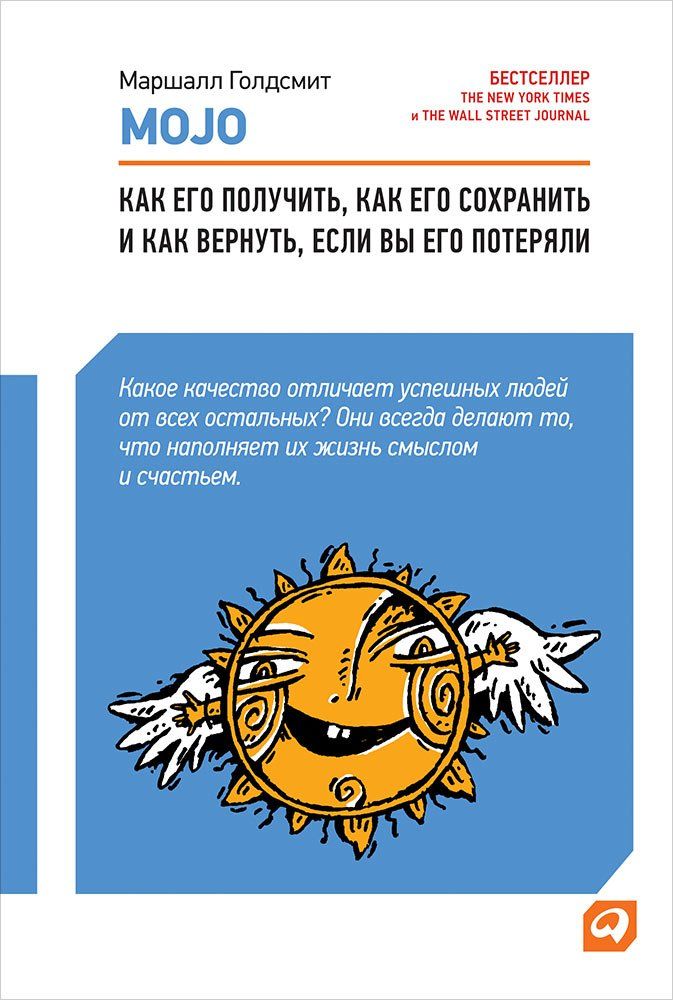 Маршалл Голдсмит
MOJO
БЕСТСЕЛЛЕР
THE NEW YORK TIMES
и THE WALL STREET JOURNAL
КАК ЕГО ПОЛУЧИТЬ, КАК ЕГО СОХРАНИТЬ
И КАК ВЕРНУТЬ, ЕСЛИ ВЫ ЕГО ПОТЕРЯЛИ
Какое качество отличает успешных людей
от всех остальных? Они всегда делают то,
что наполняет их жизнь смыслом
и счастьем.